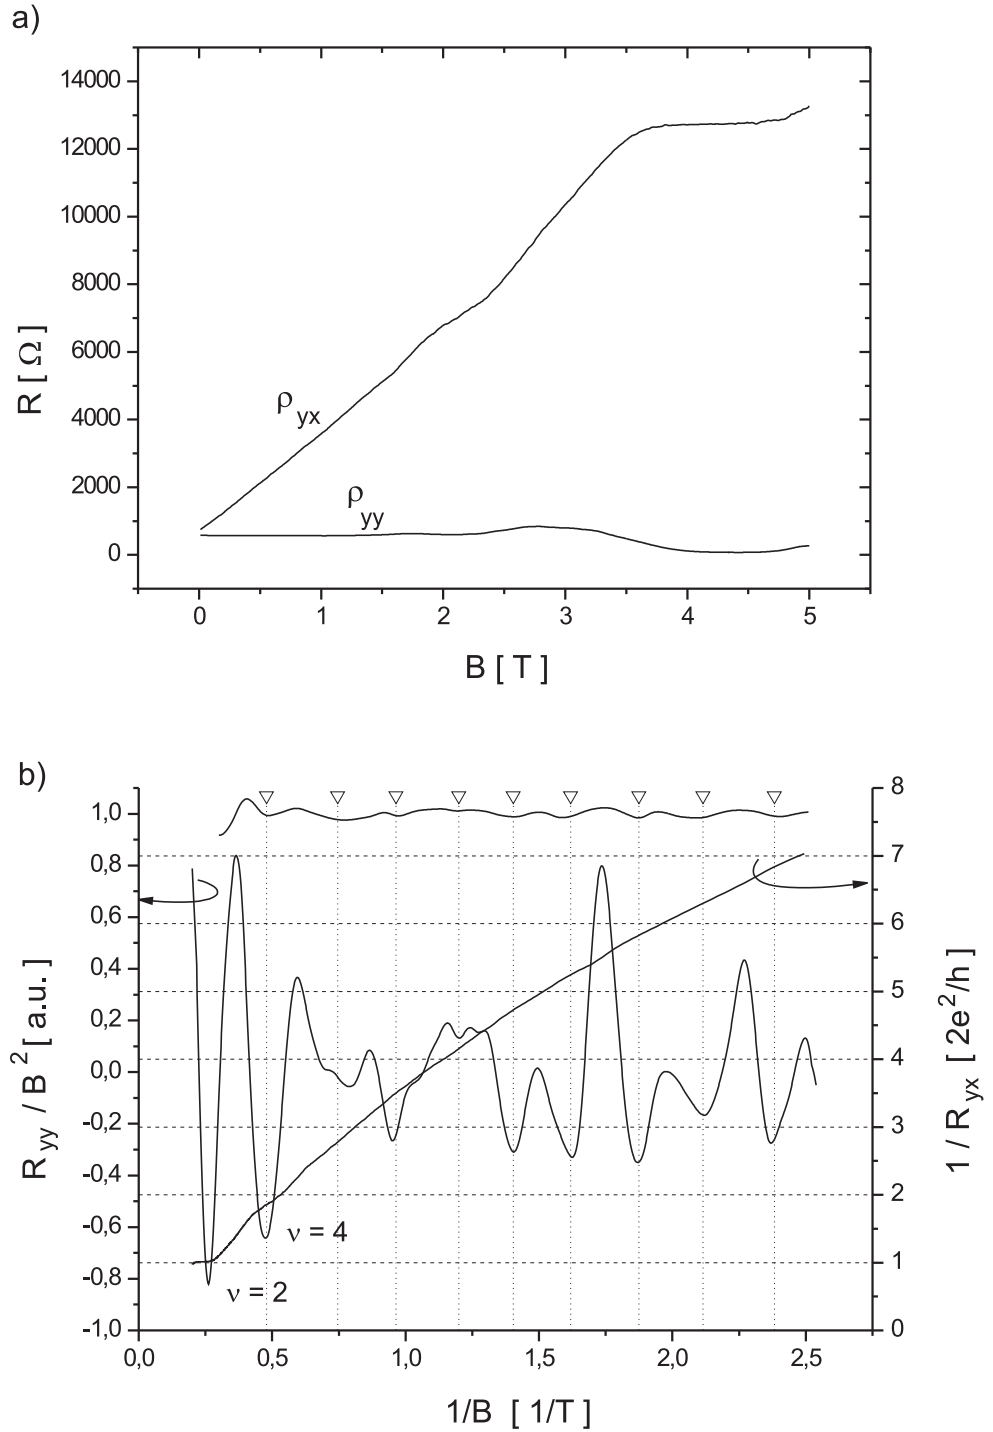 a)
14000
12000
10000
8000
6000
4000
2000
0
R [ Ω ]
ρyx
ρyy
0 1 2 3 4 5
B [ T ]
b)
1,0
0,8
0,6
0,4
0,2
0,0
-0,2
-0,4
-0,6
-0,8
-1,0
Ryy / B² [ a.u. ]
8
7
6
5
4
3
2
1
0
1 / Ryx [ 2e²/h ]
ν = 4
ν = 2
0,0 0,5 1,0 1,5 2,0 2,5
1/B [ 1/T ]